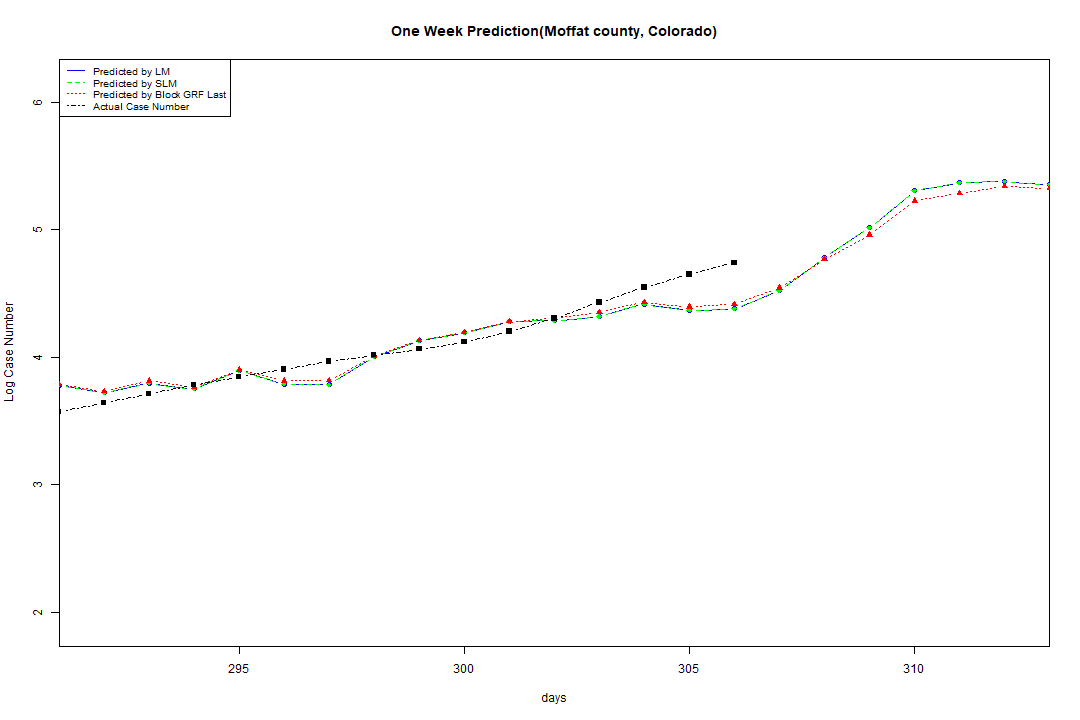 One Week Prediction(Moffat county, Colorado)
Predicted by LM
Predicted by SLM
Predicted by Block GRF Last
Actual Case Number
6
5
4
3
2
Log Case Number
295 300 305 310
days